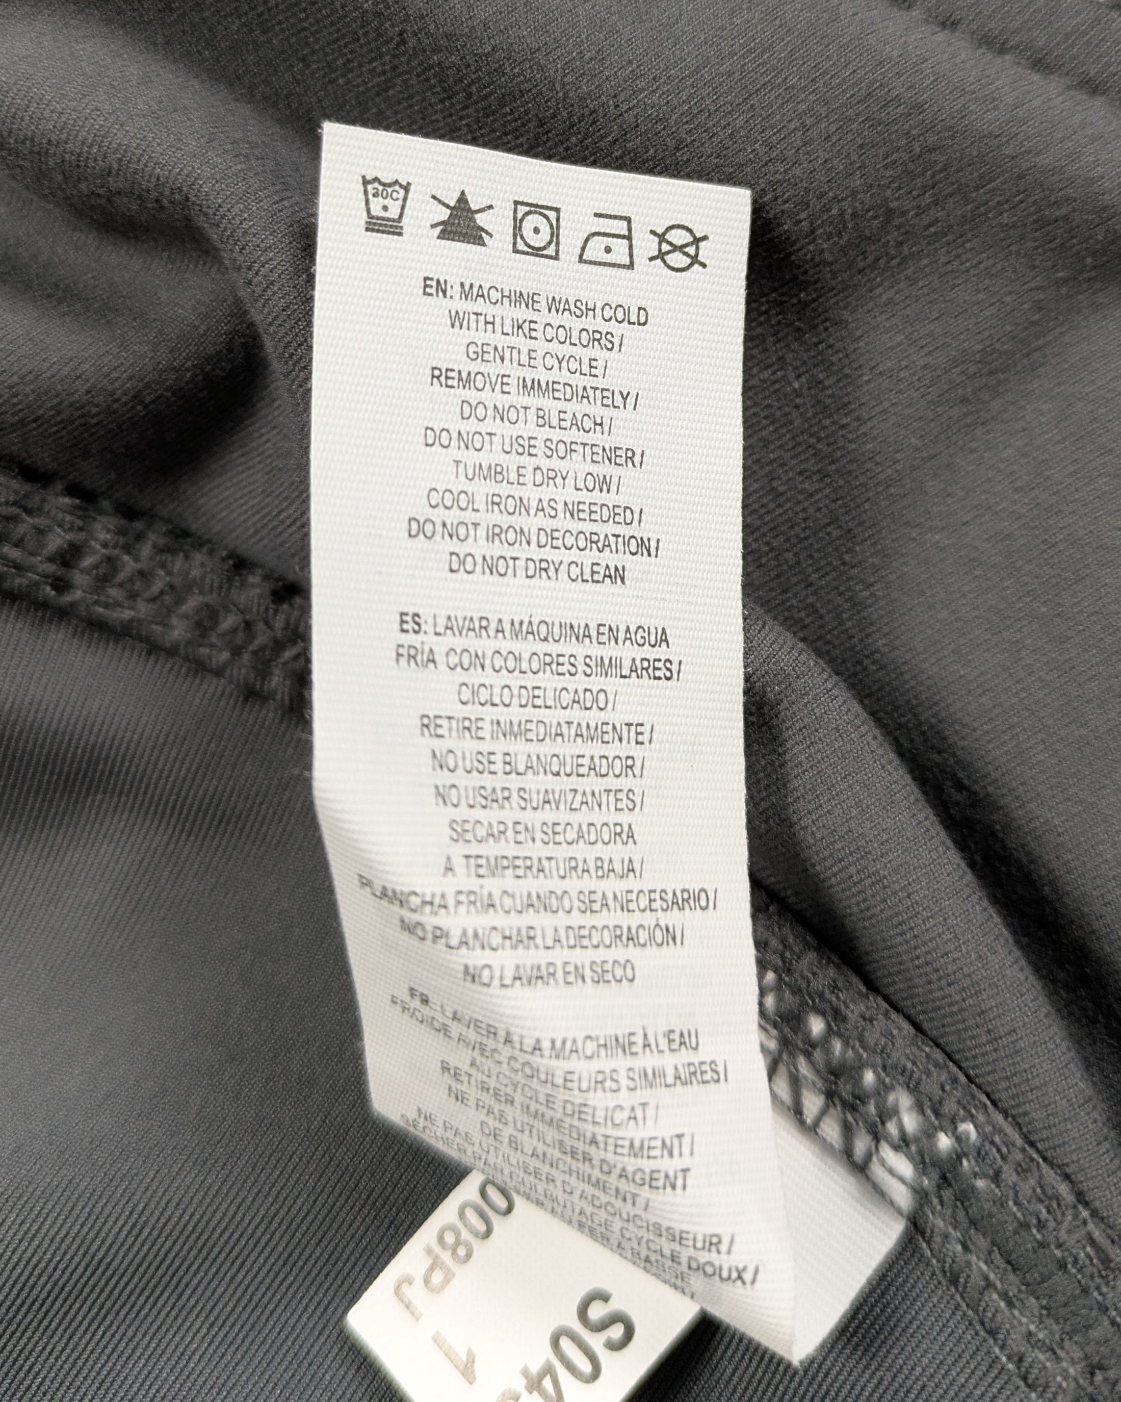 30C
EN: MACHINE WASH COLD
WITH LIKE COLORS /
GENTLE CYCLE /
REMOVE IMMEDIATELY /
DO NOT BLEACH /
DO NOT USE SOFTENER /
TUMBLE DRY LOW /
COOL IRON AS NEEDED /
DO NOT IRON DECORATION /
DO NOT DRY CLEAN
ES: LAVAR A MÁQUINA EN AGUA
FRÍA CON COLORES SIMILARES /
CICLO DELICADO /
RETIRE INMEDIATAMENTE /
NO USE BLANQUEADOR /
NO USAR SUAVIZANTES /
SECAR EN SECADORA
A TEMPERATURA BAJA /
PLANCHA FRÍA CUANDO SEA NECESARIO /
NO PLANCHAR LA DECORACIÓN /
NO LAVAR EN SECO
FR: LAVER À LA MACHINE À L'EAU
FROIDE AVEC COULEURS SIMILAIRES /
AU CYCLE DÉLICAT /
RETIRER IMMÉDIATEMENT /
NE PAS UTILISER D'AGENT
DE BLANCHIMENT /
NE PAS UTILISER D'ADOUCISSEUR /
SÉCHER PAR CULBUTAGE CYCLE DOUX /
008PJ
1
S04